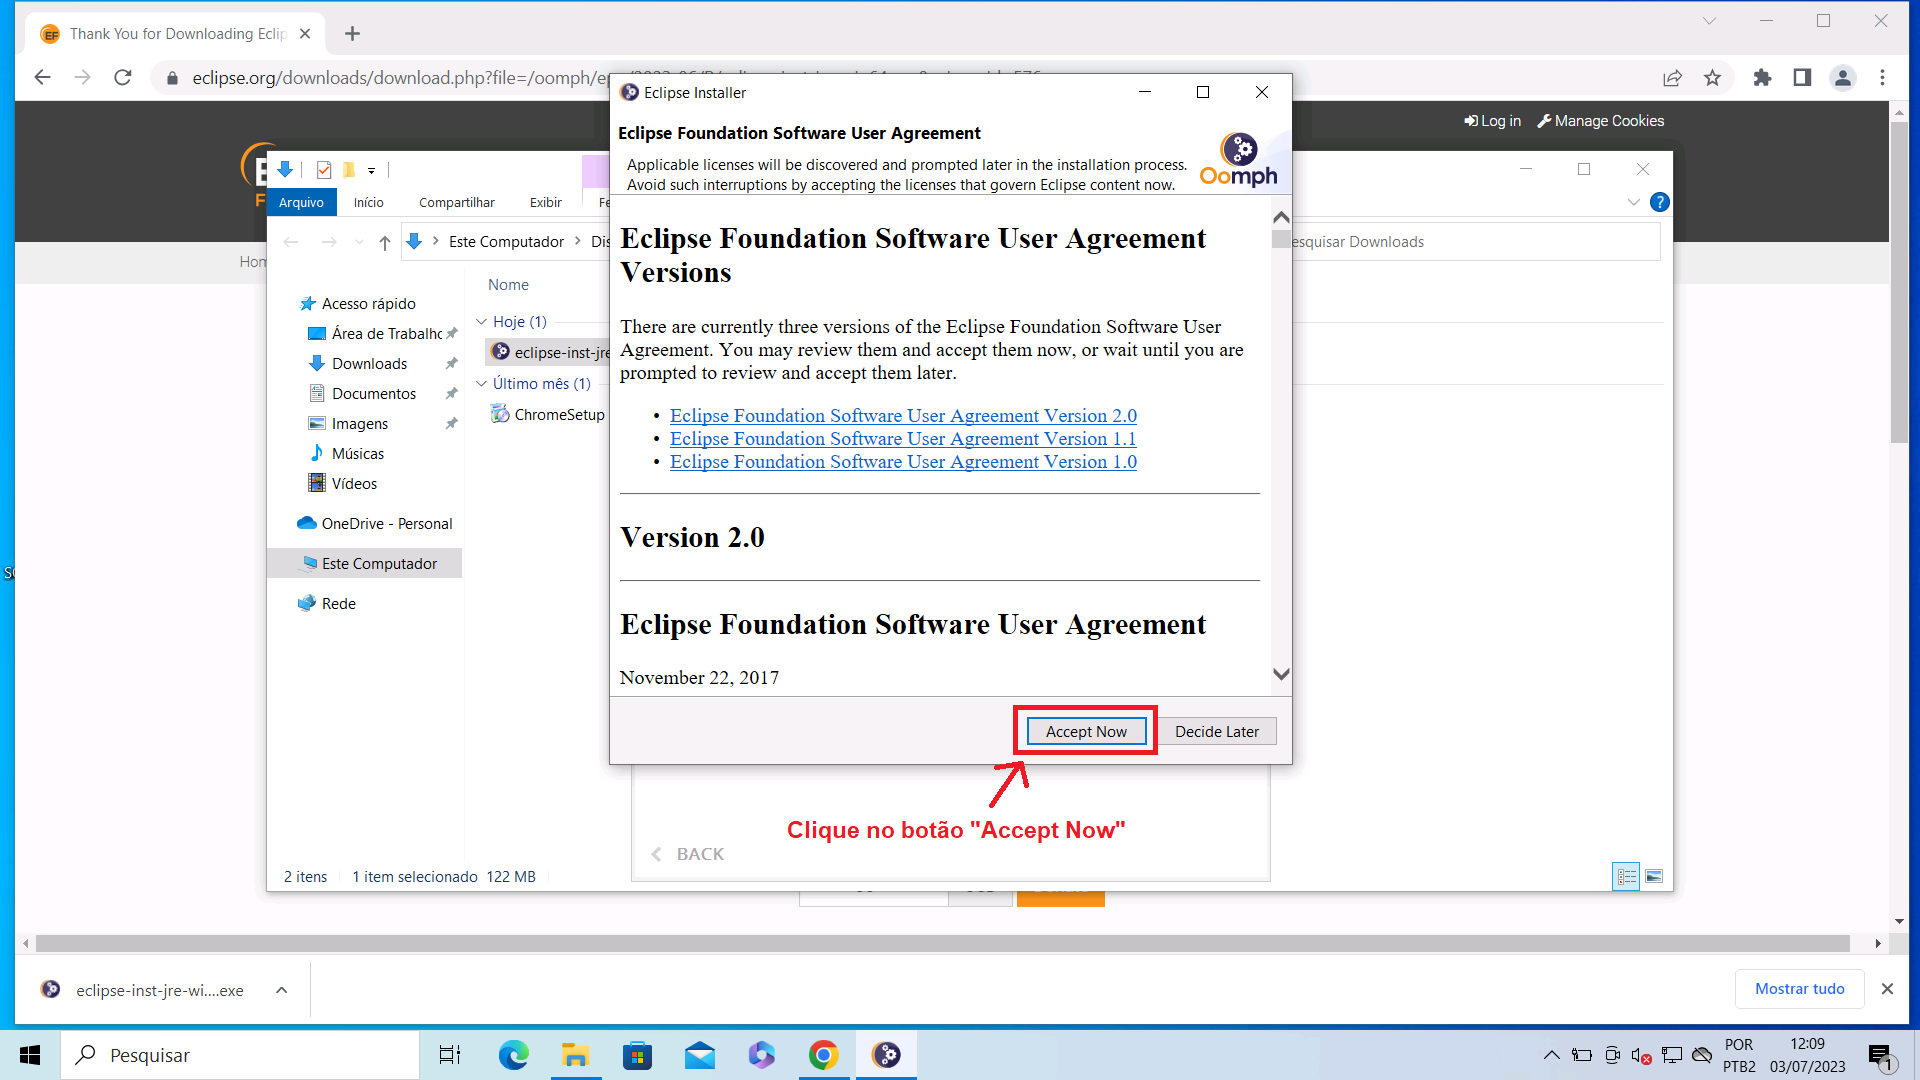 Thank You for Downloading Eclip
eclipse.org/downloads/download.php?file=/oomph/ep
Log in
Manage Cookies
Eclipse Installer
Eclipse Foundation Software User Agreement
Applicable licenses will be discovered and prompted later in the installation process.
Avoid such interruptions by accepting the licenses that govern Eclipse content now.
Oomph
Arquivo
Início
Compartilhar
Exibir
Fe
Este Computador
Dis
esquisar Downloads
Hom
Nome
Acesso rápido
Área de Trabalho
Downloads
Documentos
Imagens
Músicas
Vídeos
OneDrive - Personal
Este Computador
Rede
Hoje (1)
eclipse-inst-jre
Último mês (1)
ChromeSetup
Eclipse Foundation Software User Agreement
Versions
There are currently three versions of the Eclipse Foundation Software User
Agreement. You may review them and accept them now, or wait until you are
prompted to review and accept them later.
• Eclipse Foundation Software User Agreement Version 2.0
• Eclipse Foundation Software User Agreement Version 1.1
• Eclipse Foundation Software User Agreement Version 1.0
Version 2.0
Eclipse Foundation Software User Agreement
November 22, 2017
Accept Now
Decide Later
Clique no botão "Accept Now"
BACK
2 itens
1 item selecionado 122 MB
eclipse-inst-jre-wi....exe
Mostrar tudo
Pesquisar
POR
PTB2
12:09
03/07/2023
1